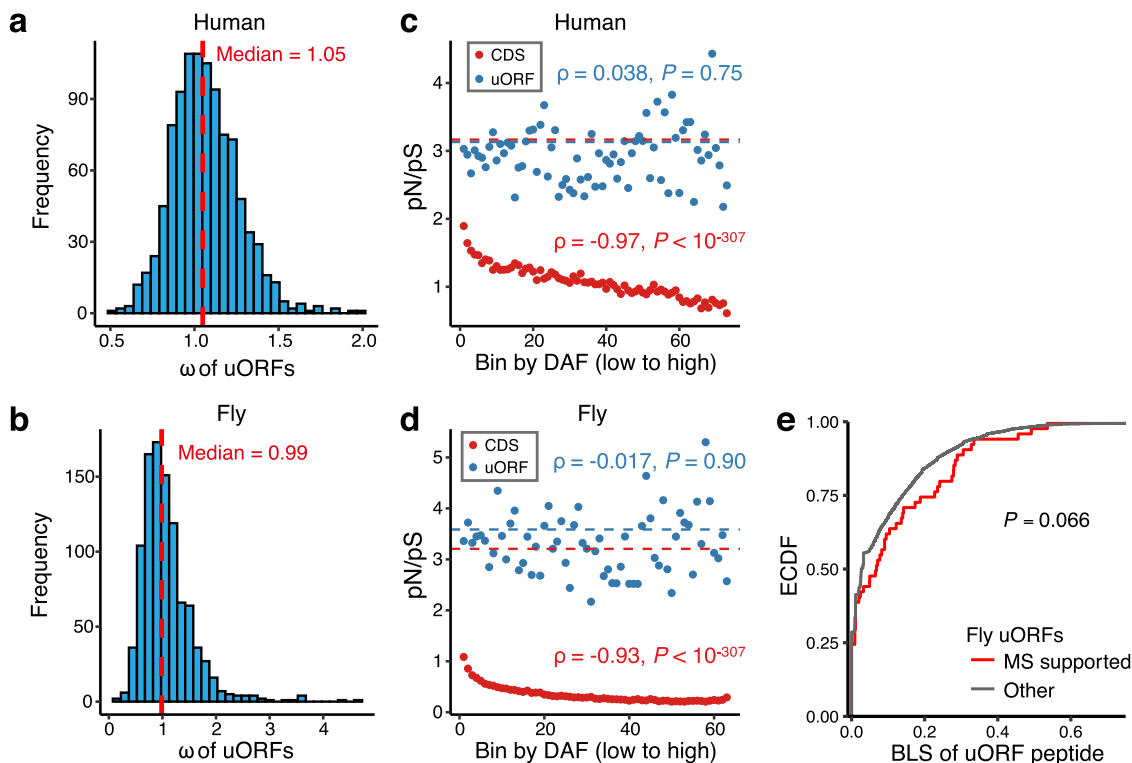 a
Human
Median = 1.05
Frequency
90
60
30
0
0.5
1.0
1.5
2.0
ω of uORFs
c
Human
CDS
uORF
ρ = 0.038, P = 0.75
ρ = -0.97, P < 10-307
pN/pS
4
3
2
1
0
20
40
60
Bin by DAF (low to high)
b
Fly
Median = 0.99
Frequency
150
100
50
0
0
1
2
3
4
ω of uORFs
d
Fly
CDS
uORF
ρ = -0.017, P = 0.90
ρ = -0.93, P < 10-307
pN/pS
5
4
3
2
1
0
0
20
40
60
Bin by DAF (low to high)
e
1.00
0.75
0.50
0.25
0.00
ECDF
P = 0.066
Fly uORFs
MS supported
Other
0.0
0.2
0.4
0.6
BLS of uORF peptide